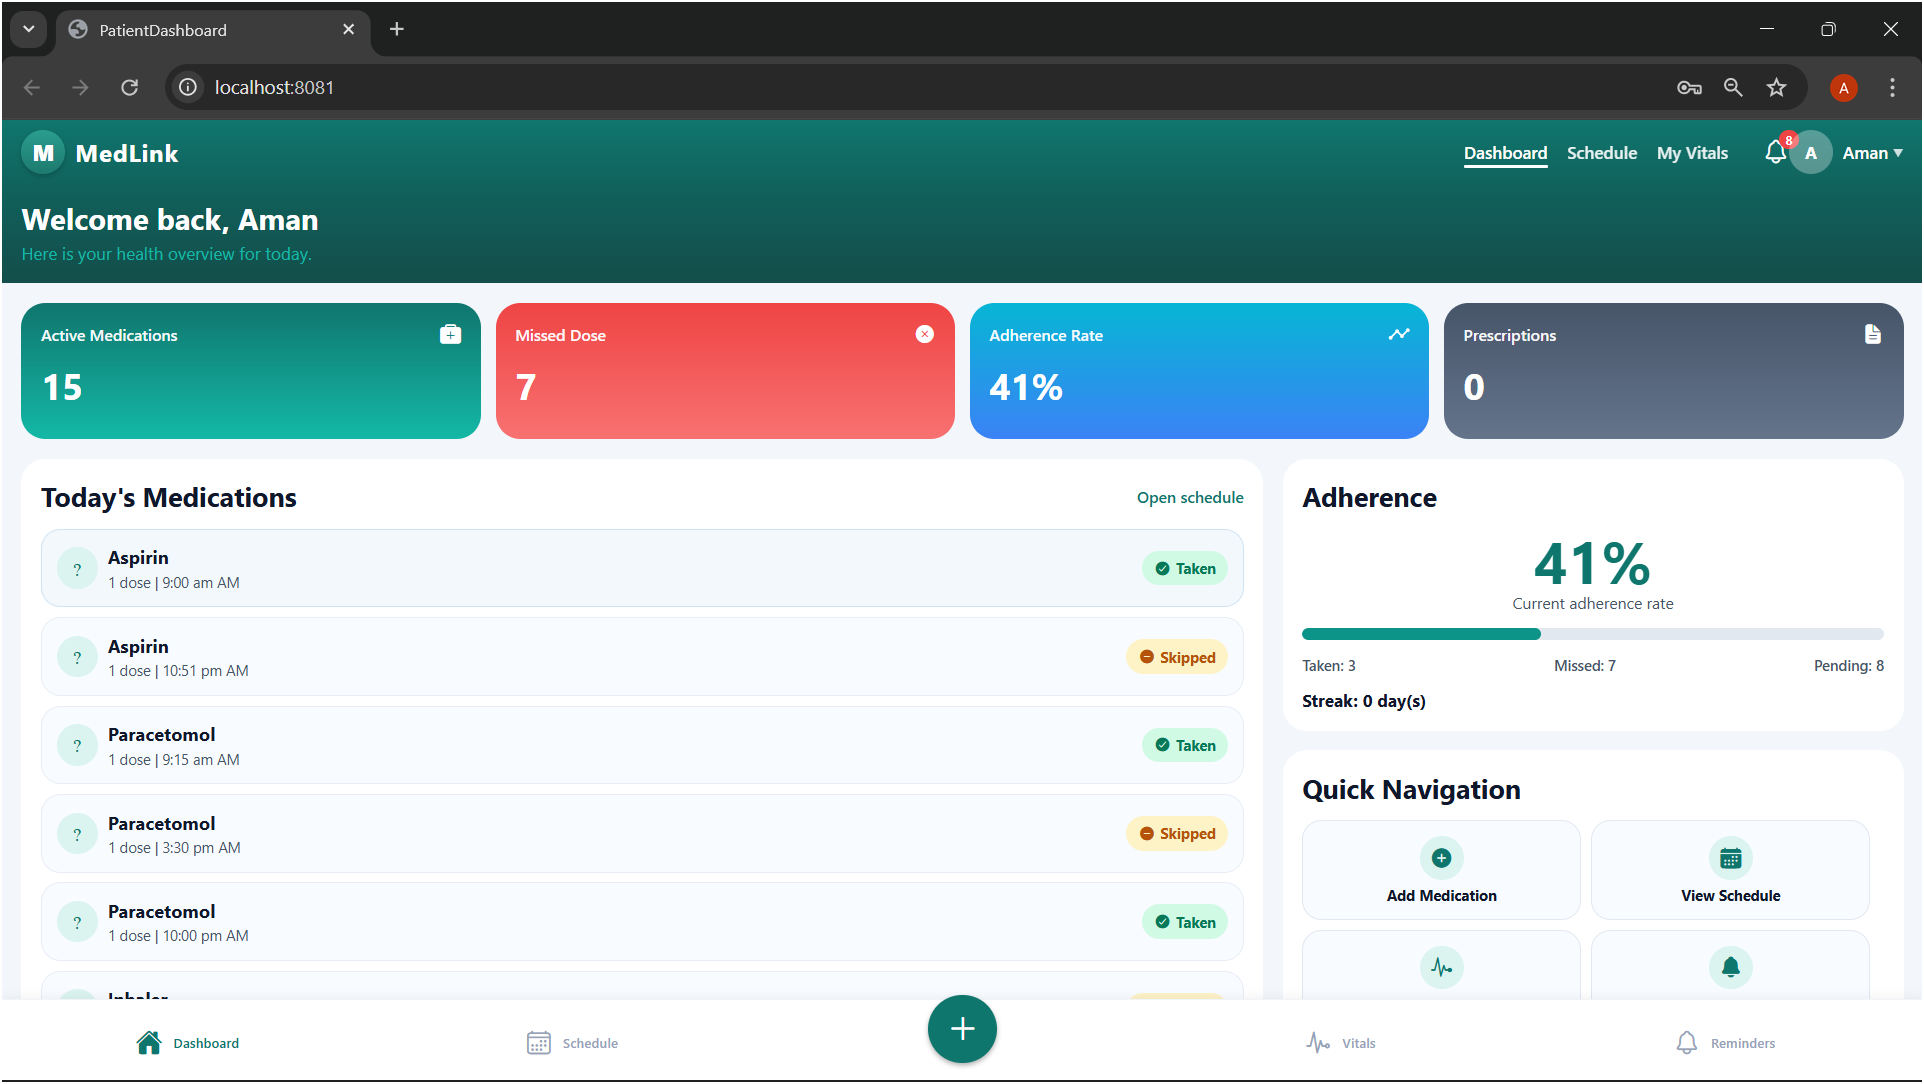 PatientDashboard
localhost:8081
A
M MedLink
Dashboard Schedule My Vitals 8 A Aman
Welcome back, Aman
Here is your health overview for today.
Active Medications
15
Missed Dose
7
Adherence Rate
41%
Prescriptions
0
Today's Medications
Open schedule
?
Aspirin
1 dose | 9:00 am AM
Taken
?
Aspirin
1 dose | 10:51 pm AM
Skipped
?
Paracetomol
1 dose | 9:15 am AM
Taken
?
Paracetomol
1 dose | 3:30 pm AM
Skipped
?
Paracetomol
1 dose | 10:00 pm AM
Taken
Inhaler
Adherence
41%
Current adherence rate
Taken: 3 Missed: 7 Pending: 8
Streak: 0 day(s)
Quick Navigation
Add Medication
View Schedule
Dashboard Schedule Vitals Reminders